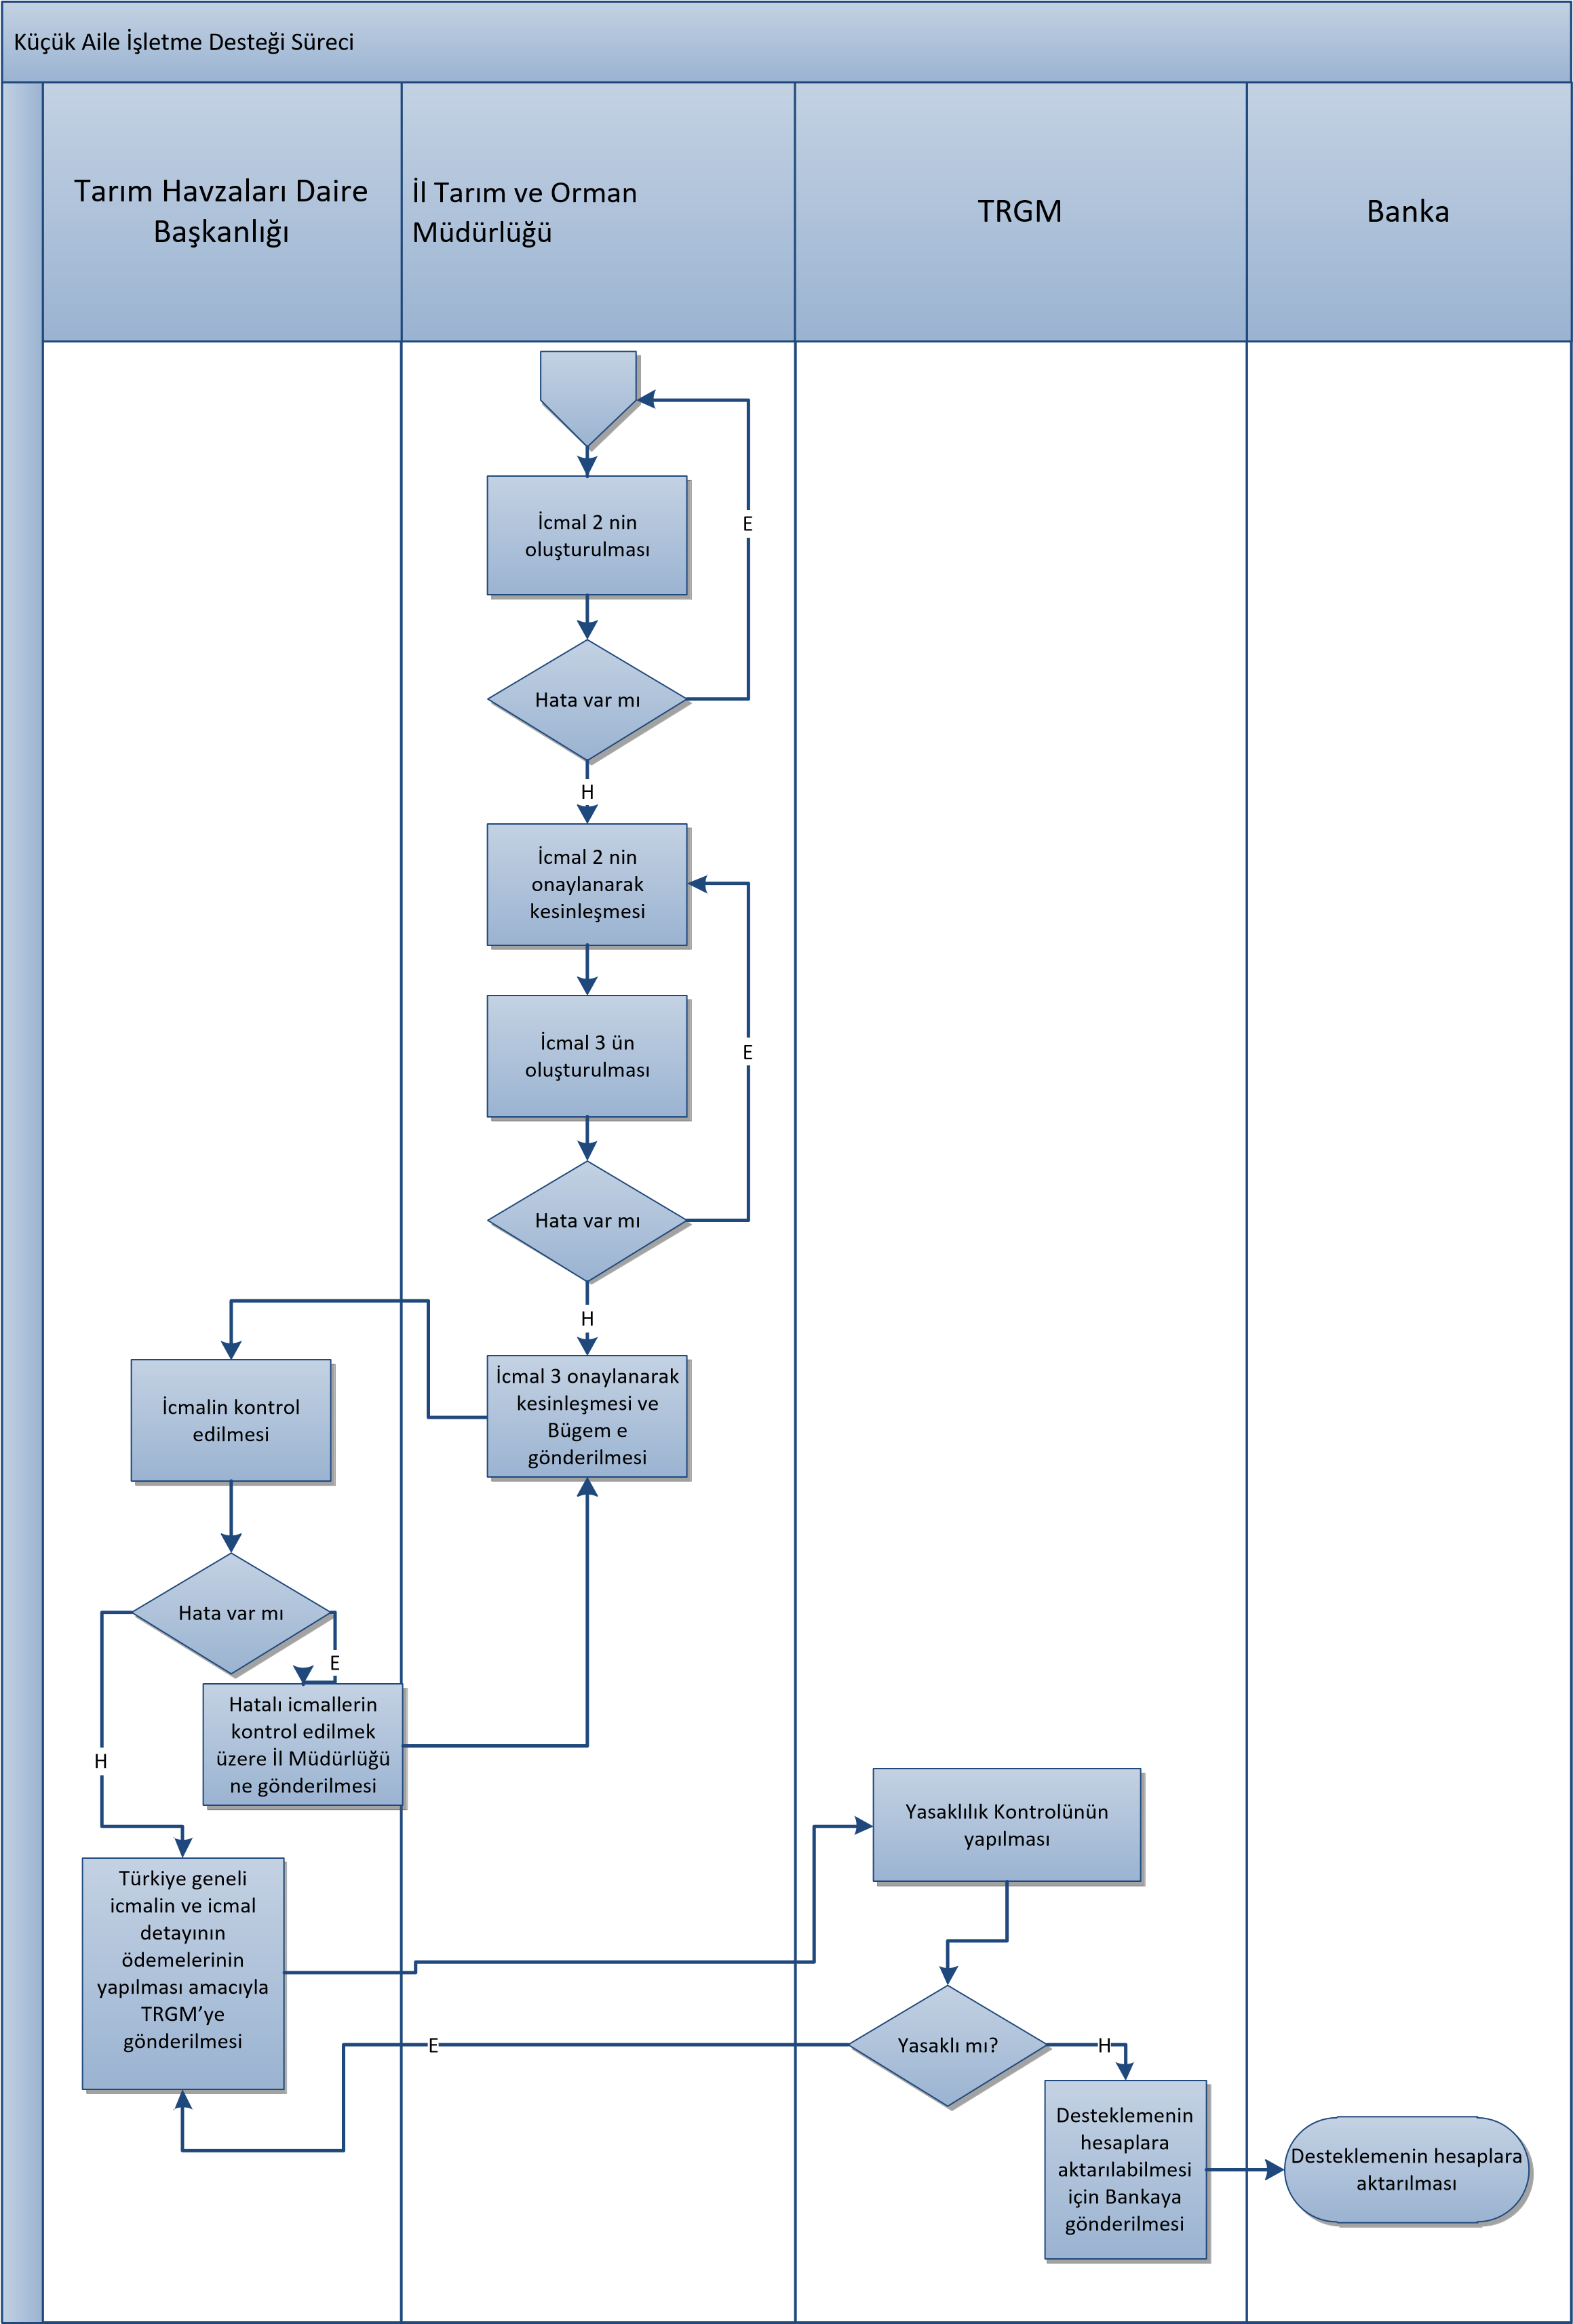 Küçük Aile İşletme Desteği Süreci
Tarım Havzaları Daire
Başkanlığı
İl Tarım ve Orman
Müdürlüğü
TRGM
Banka
İcmal 2 nin
oluşturulması
E
Hata var mı
H
İcmal 2 nin
onaylanarak
kesinleşmesi
İcmal 3 ün
oluşturulması
E
Hata var mı
H
İcmal 3 onaylanarak
kesinleşmesi ve
Bügem e
gönderilmesi
İcmalin kontrol
edilmesi
Hata var mı
E
Hatalı icmallerin
kontrol edilmek
üzere İl Müdürlüğü
ne gönderilmesi
H
Türkiye geneli
icmalin ve icmal
detayının
ödemelerinin
yapılması amacıyla
TRGM’ye
gönderilmesi
Yasaklılık Kontrolünün
yapılması
E
Yasaklı mı?
H
Desteklemenin
hesaplara
aktarılabilmesi
için Bankaya
gönderilmesi
Desteklemenin hesaplara
aktarılması